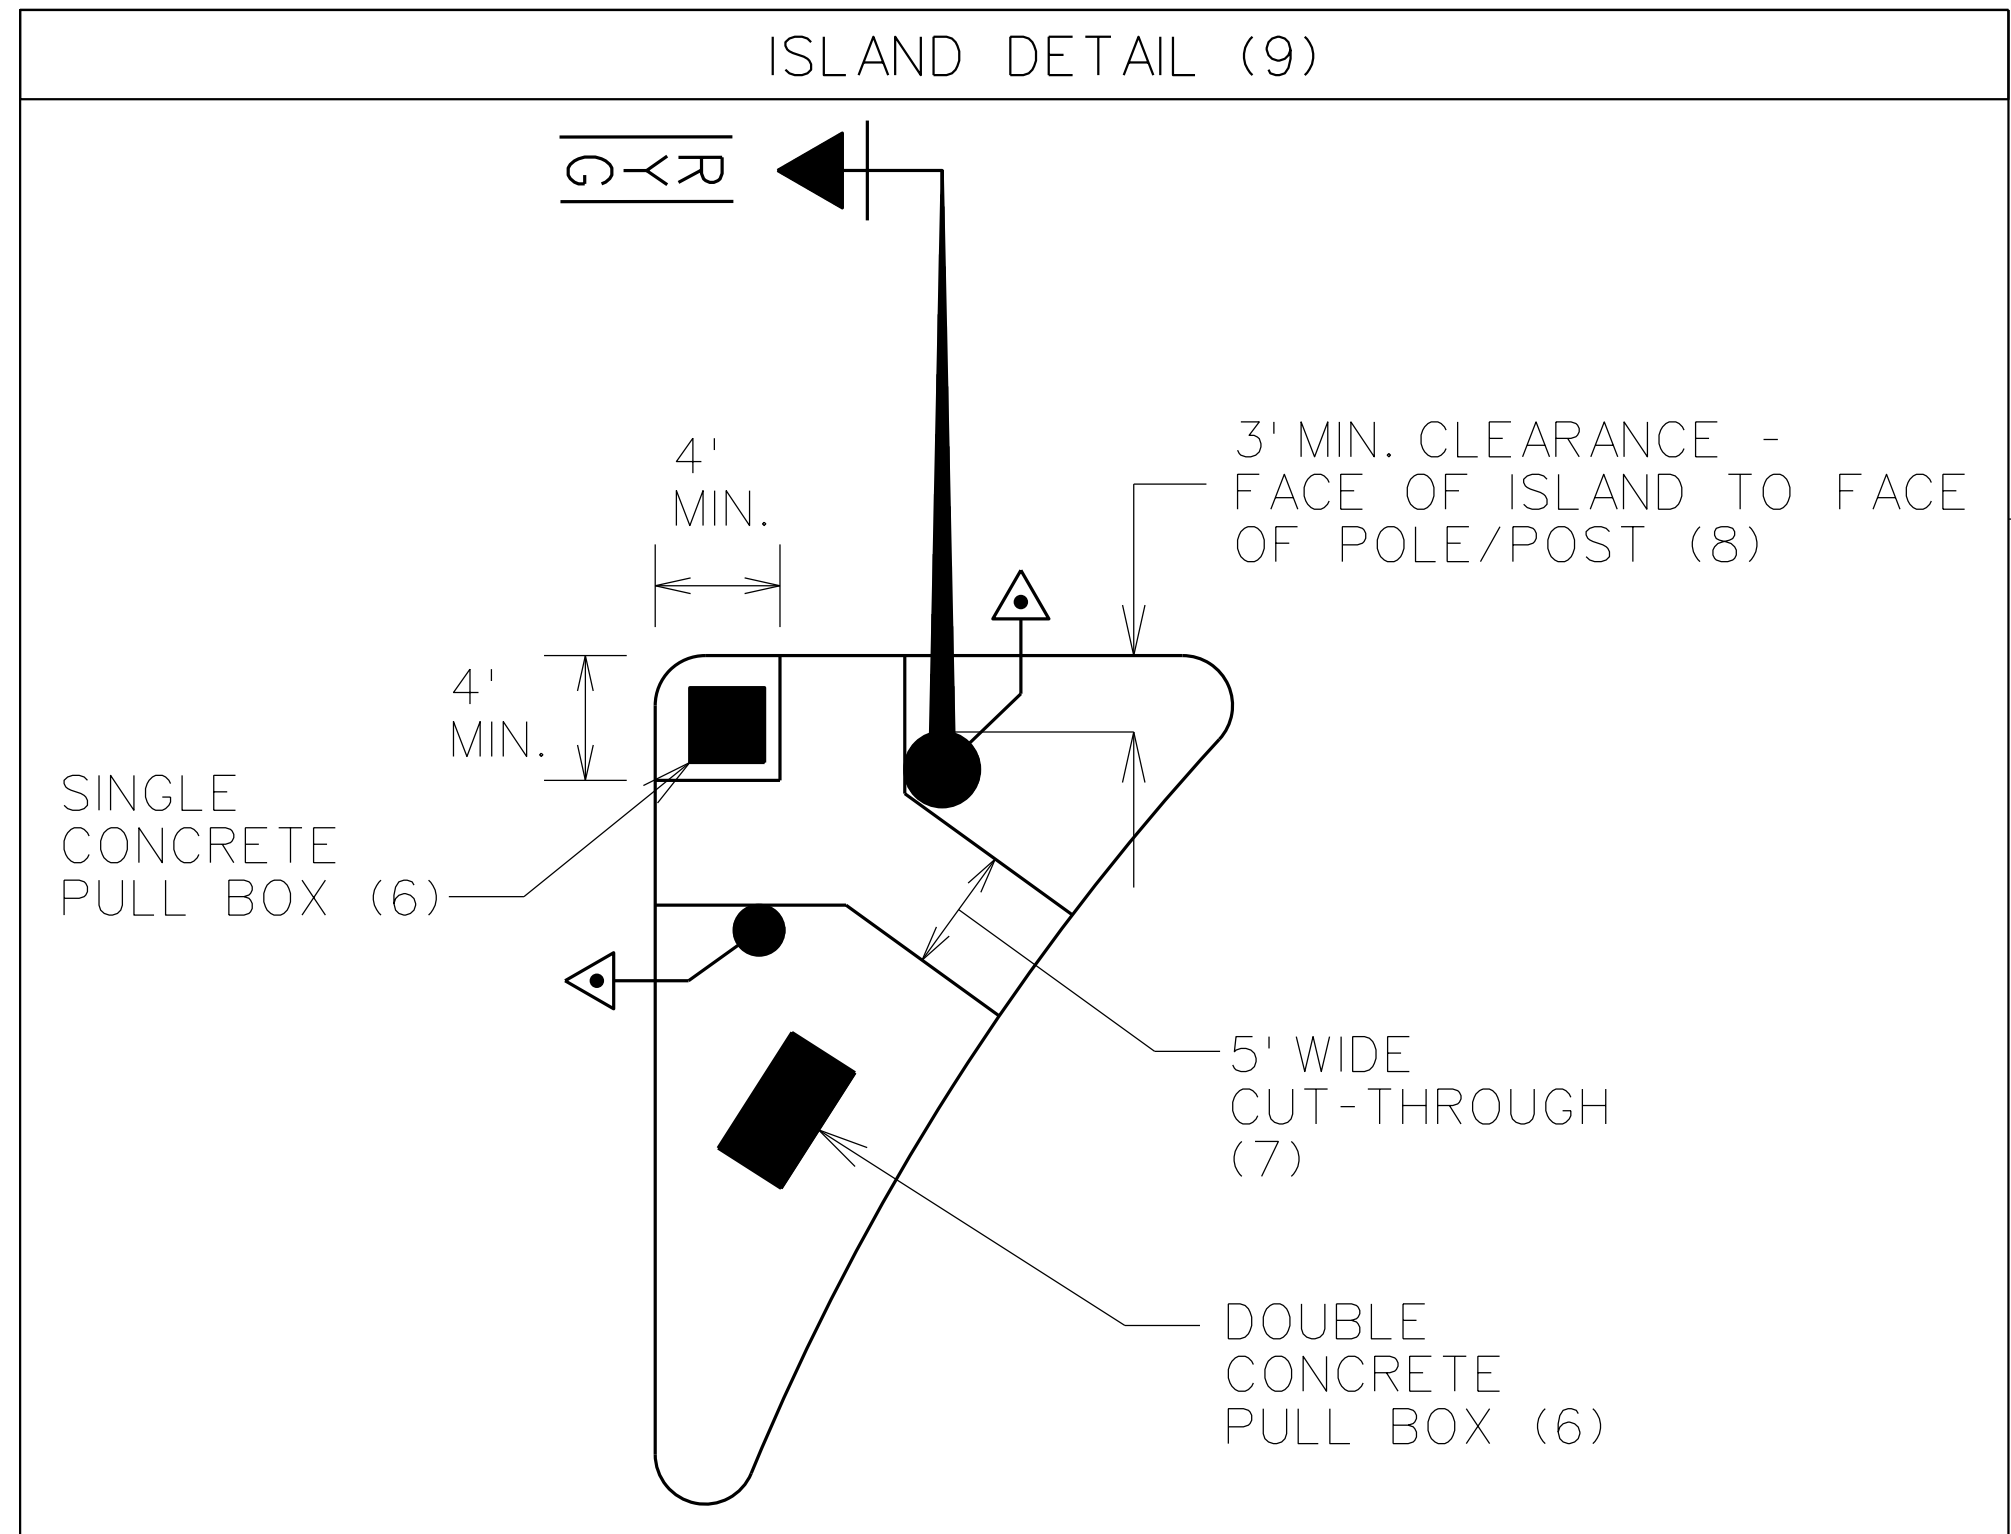 ISLAND DETAIL (9)
RYG
4'
MIN.
3' MIN. CLEARANCE -
FACE OF ISLAND TO FACE
OF POLE/POST (8)
4'
MIN.
SINGLE
CONCRETE
PULL BOX (6)
5' WIDE
CUT-THROUGH
(7)
DOUBLE
CONCRETE
PULL BOX (6)